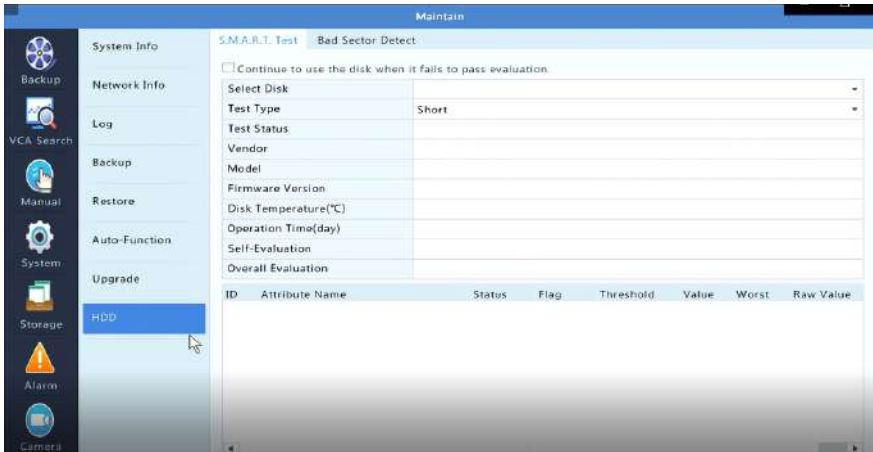 Maintain
Backup
VCA Search
Manual
System
Storage
Alarm
Camera
System Info
Network Info
Log
Backup
Restore
Auto-Function
Upgrade
HDD
S.M.A.R.T. Test Bad Sector Detect
Continue to use the disk when it fails to pass evaluation.
Select Disk
Test Type Short
Test Status
Vendor
Model
Firmware Version
Disk Temperature(℃)
Operation Time(day)
Self-Evaluation
Overall Evaluation
ID Attribute Name Status Flag Threshold Value Worst Raw Value